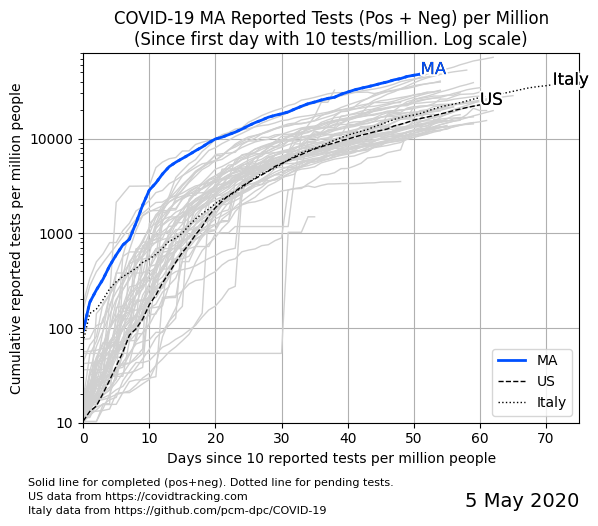 COVID-19 MA Reported Tests (Pos + Neg) per Million
(Since first day with 10 tests/million. Log scale)
Cumulative reported tests per million people
10000
1000
100
10
MA
Italy
US
MA
US
Italy
0 10 20 30 40 50 60 70
Days since 10 reported tests per million people
Solid line for completed (pos+neg). Dotted line for pending tests.
US data from https://covidtracking.com
Italy data from https://github.com/pcm-dpc/COVID-19
5 May 2020